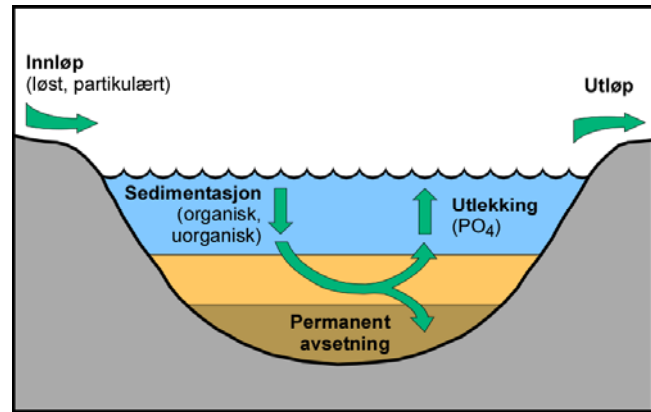 Innløp
(løst, partikulært)
Utløp
Sedimentasjon
(organisk,
uorganisk)
Utlekking
(PO₄)
Permanent
avsetning